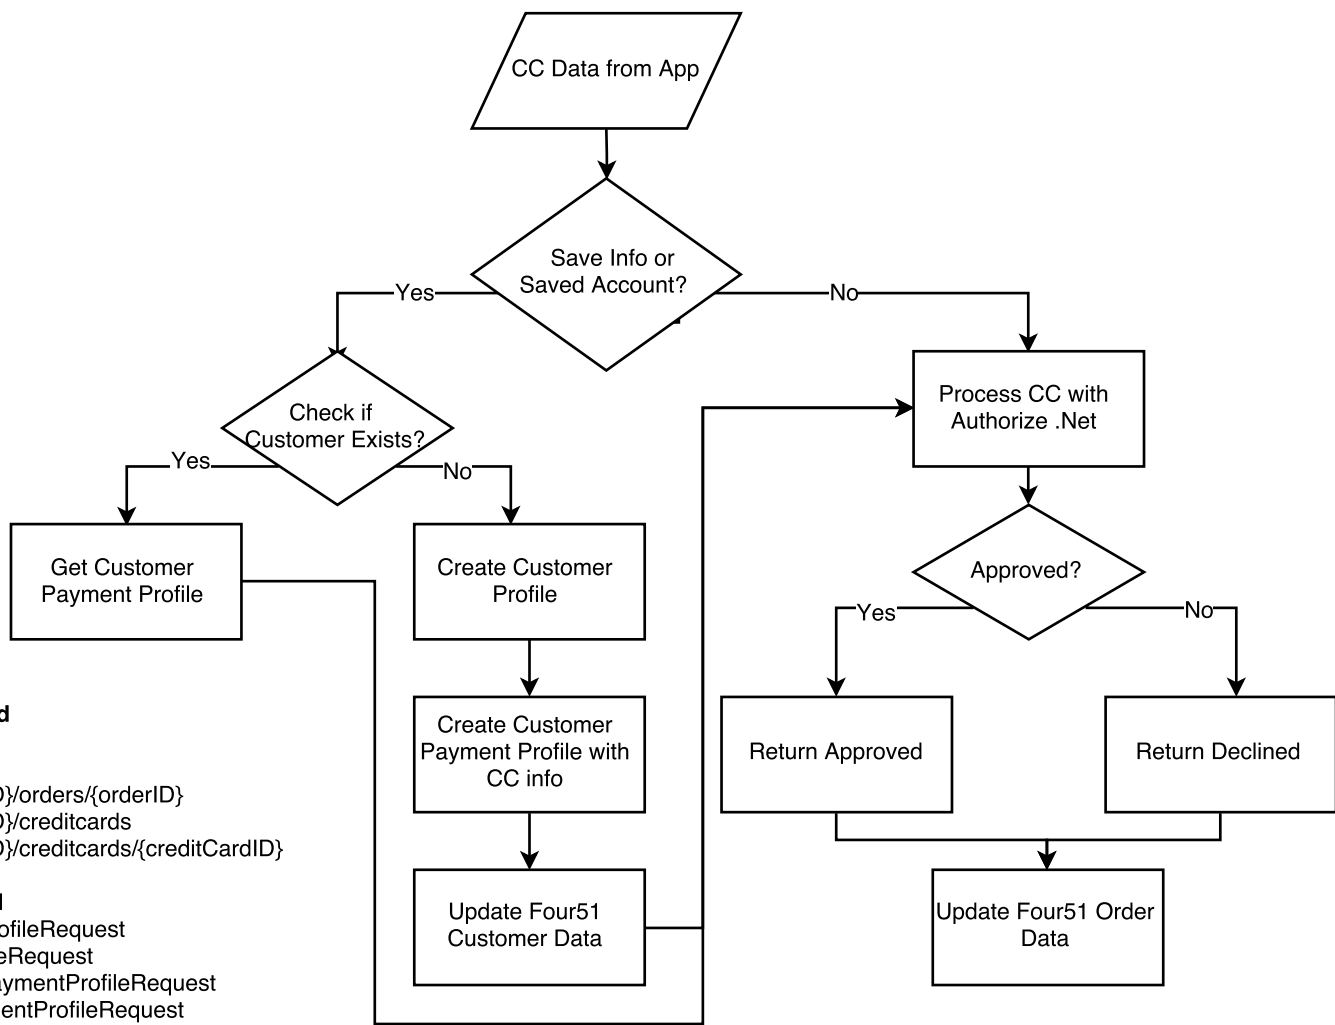 CC Data from App
Save Info or
Saved Account?
Yes
No
Check if
Customer Exists?
Process CC with
Authorize .Net
Yes
No
Get Customer
Payment Profile
Create Customer
Profile
Approved?
Yes
No
Create Customer
Payment Profile with
CC info
Return Approved
Return Declined
Update Four51
Customer Data
Update Four51 Order
Data
}/orders/{orderID}
}/creditcards
}/creditcards/{creditCardID}
ofileRequest
eRequest
aymentProfileRequest
entProfileRequest